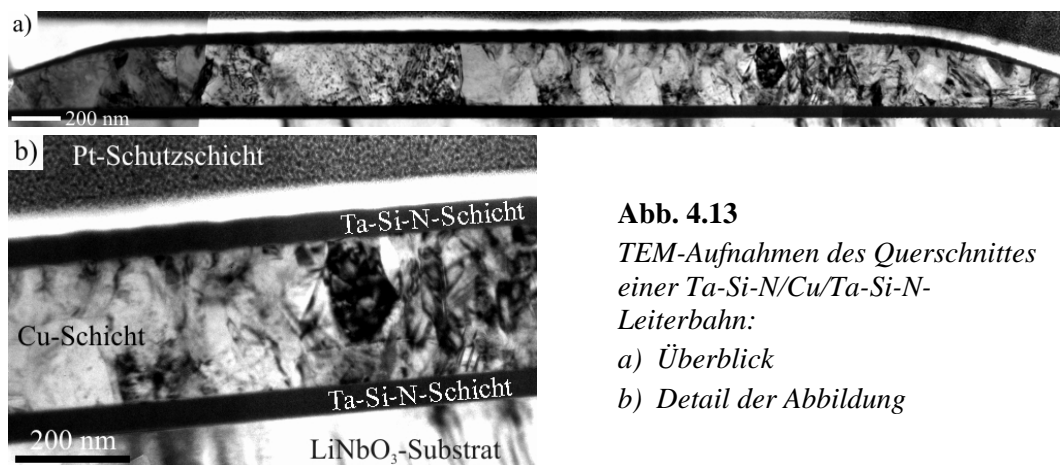 a)
200 nm
b)
Pt-Schutzschicht
Ta-Si-N-Schicht
Cu-Schicht
Ta-Si-N-Schicht
200 nm
LiNbO₃-Substrat
Abb. 4.13
TEM-Aufnahmen des Querschnittes
einer Ta-Si-N/Cu/Ta-Si-N-
Leiterbahn:
a) Überblick
b) Detail der Abbildung